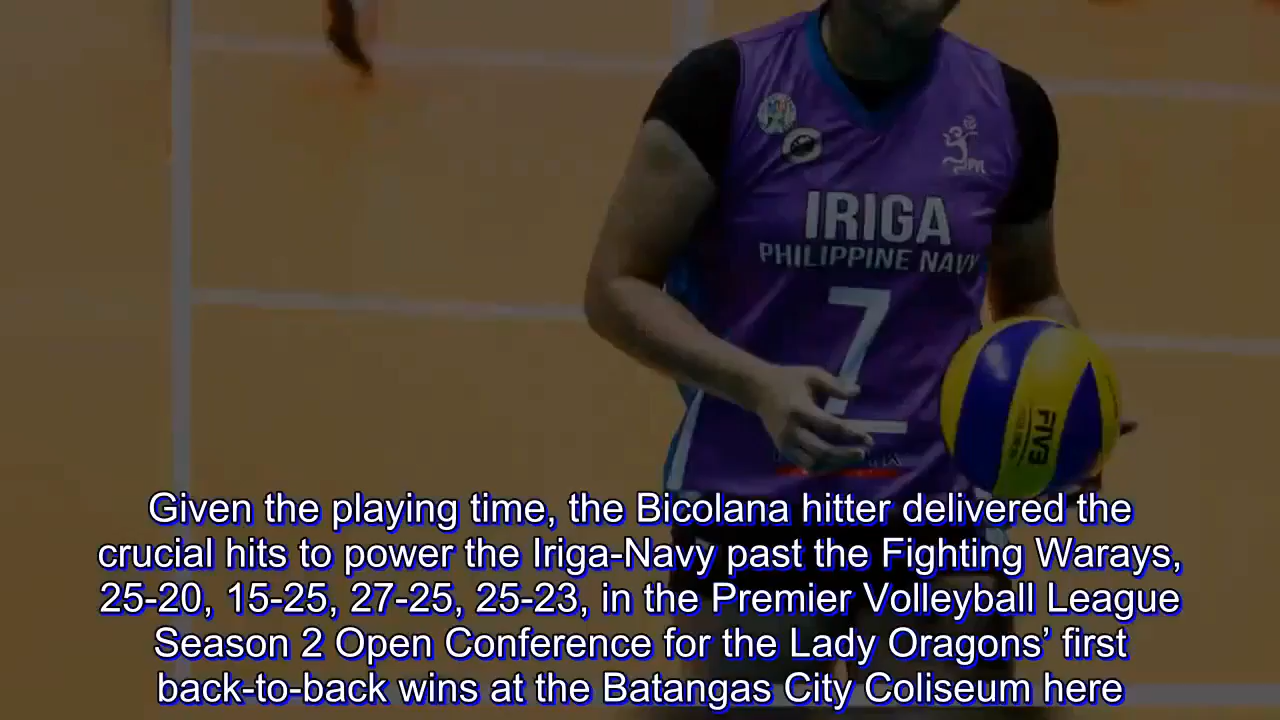 PVL
IRIGA
PHILIPPINE NAVY
7
FIVB
Given the playing time, the Bicolana hitter delivered the
crucial hits to power the Iriga-Navy past the Fighting Warays,
25-20, 15-25, 27-25, 25-23, in the Premier Volleyball League
Season 2 Open Conference for the Lady Oragons’ first
back-to-back wins at the Batangas City Coliseum here